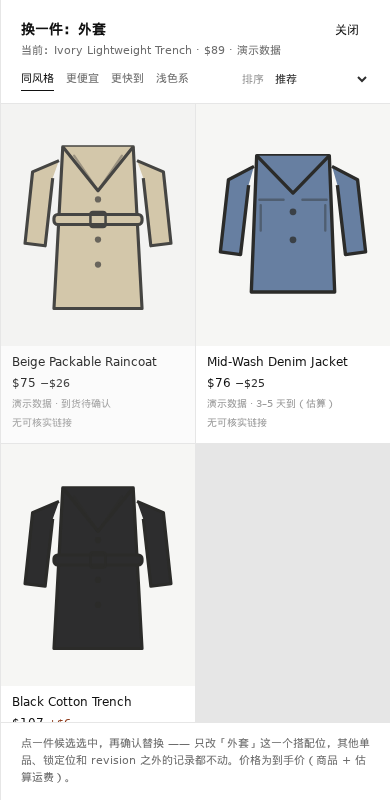 换一件：外套
关闭
当前：Ivory Lightweight Trench · $89 · 演示数据
同风格 更便宜 更快到 浅色系 排序 推荐
Beige Packable Raincoat
$75 −$26
演示数据 · 到货待确认
无可核实链接
Mid-Wash Denim Jacket
$76 −$25
演示数据 · 3–5 天到（估算）
无可核实链接
Black Cotton Trench
$107 +$6
点一件候选选中，再确认替换 —— 只改「外套」这一个搭配位，其他单
品、锁定位和 revision 之外的记录都不动。价格为到手价（商品 + 估
算运费）。